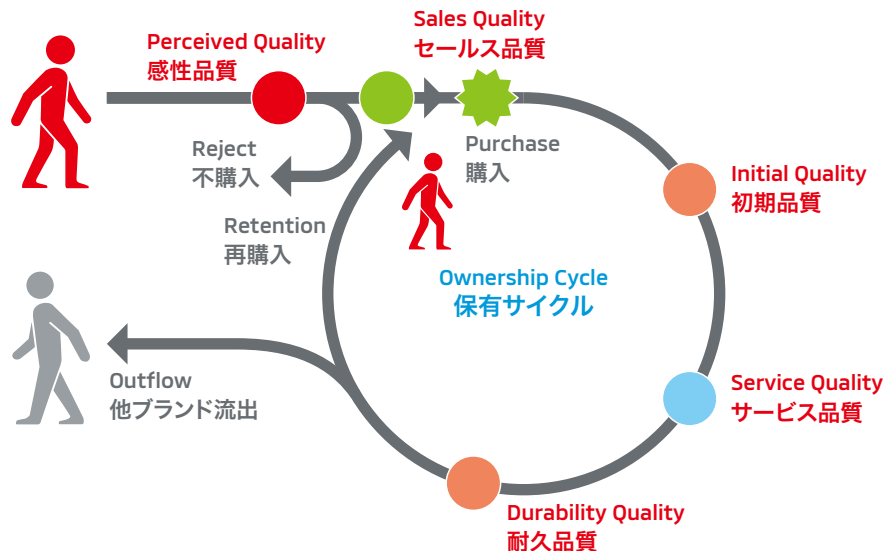 Sales Quality
セールス品質
Perceived Quality
感性品質
Purchase
購入
Reject
不購入
Initial Quality
初期品質
Retention
再購入
Ownership Cycle
保有サイクル
Outflow
他ブランド流出
Service Quality
サービス品質
Durability Quality
耐久品質